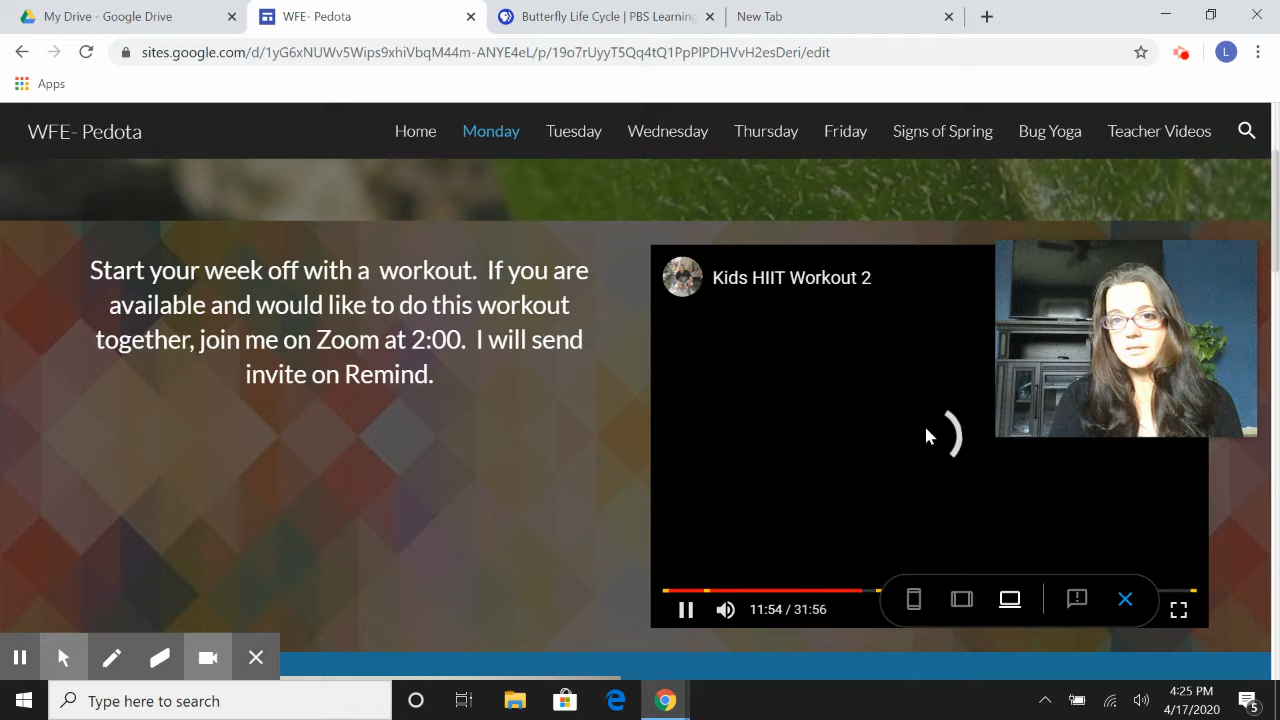 My Drive - Google Drive
WFE- Pedota
Butterfly Life Cycle | PBS Learning
New Tab
sites.google.com/d/1yG6xNUWv5Wips9xhiVbqM44m-ANYE4eL/p/19o7rUyyT5Qq4tQ1PpPlPDHVvH2esDeri/edit
L
Apps
WFE- Pedota
Home
Monday
Tuesday
Wednesday
Thursday
Friday
Signs of Spring
Bug Yoga
Teacher Videos
Start your week off with a workout. If you are
available and would like to do this workout
together, join me on Zoom at 2:00. I will send
invite on Remind.
Kids HIIT Workout 2
11:54 / 31:56
Type here to search
4:25 PM
4/17/2020
5